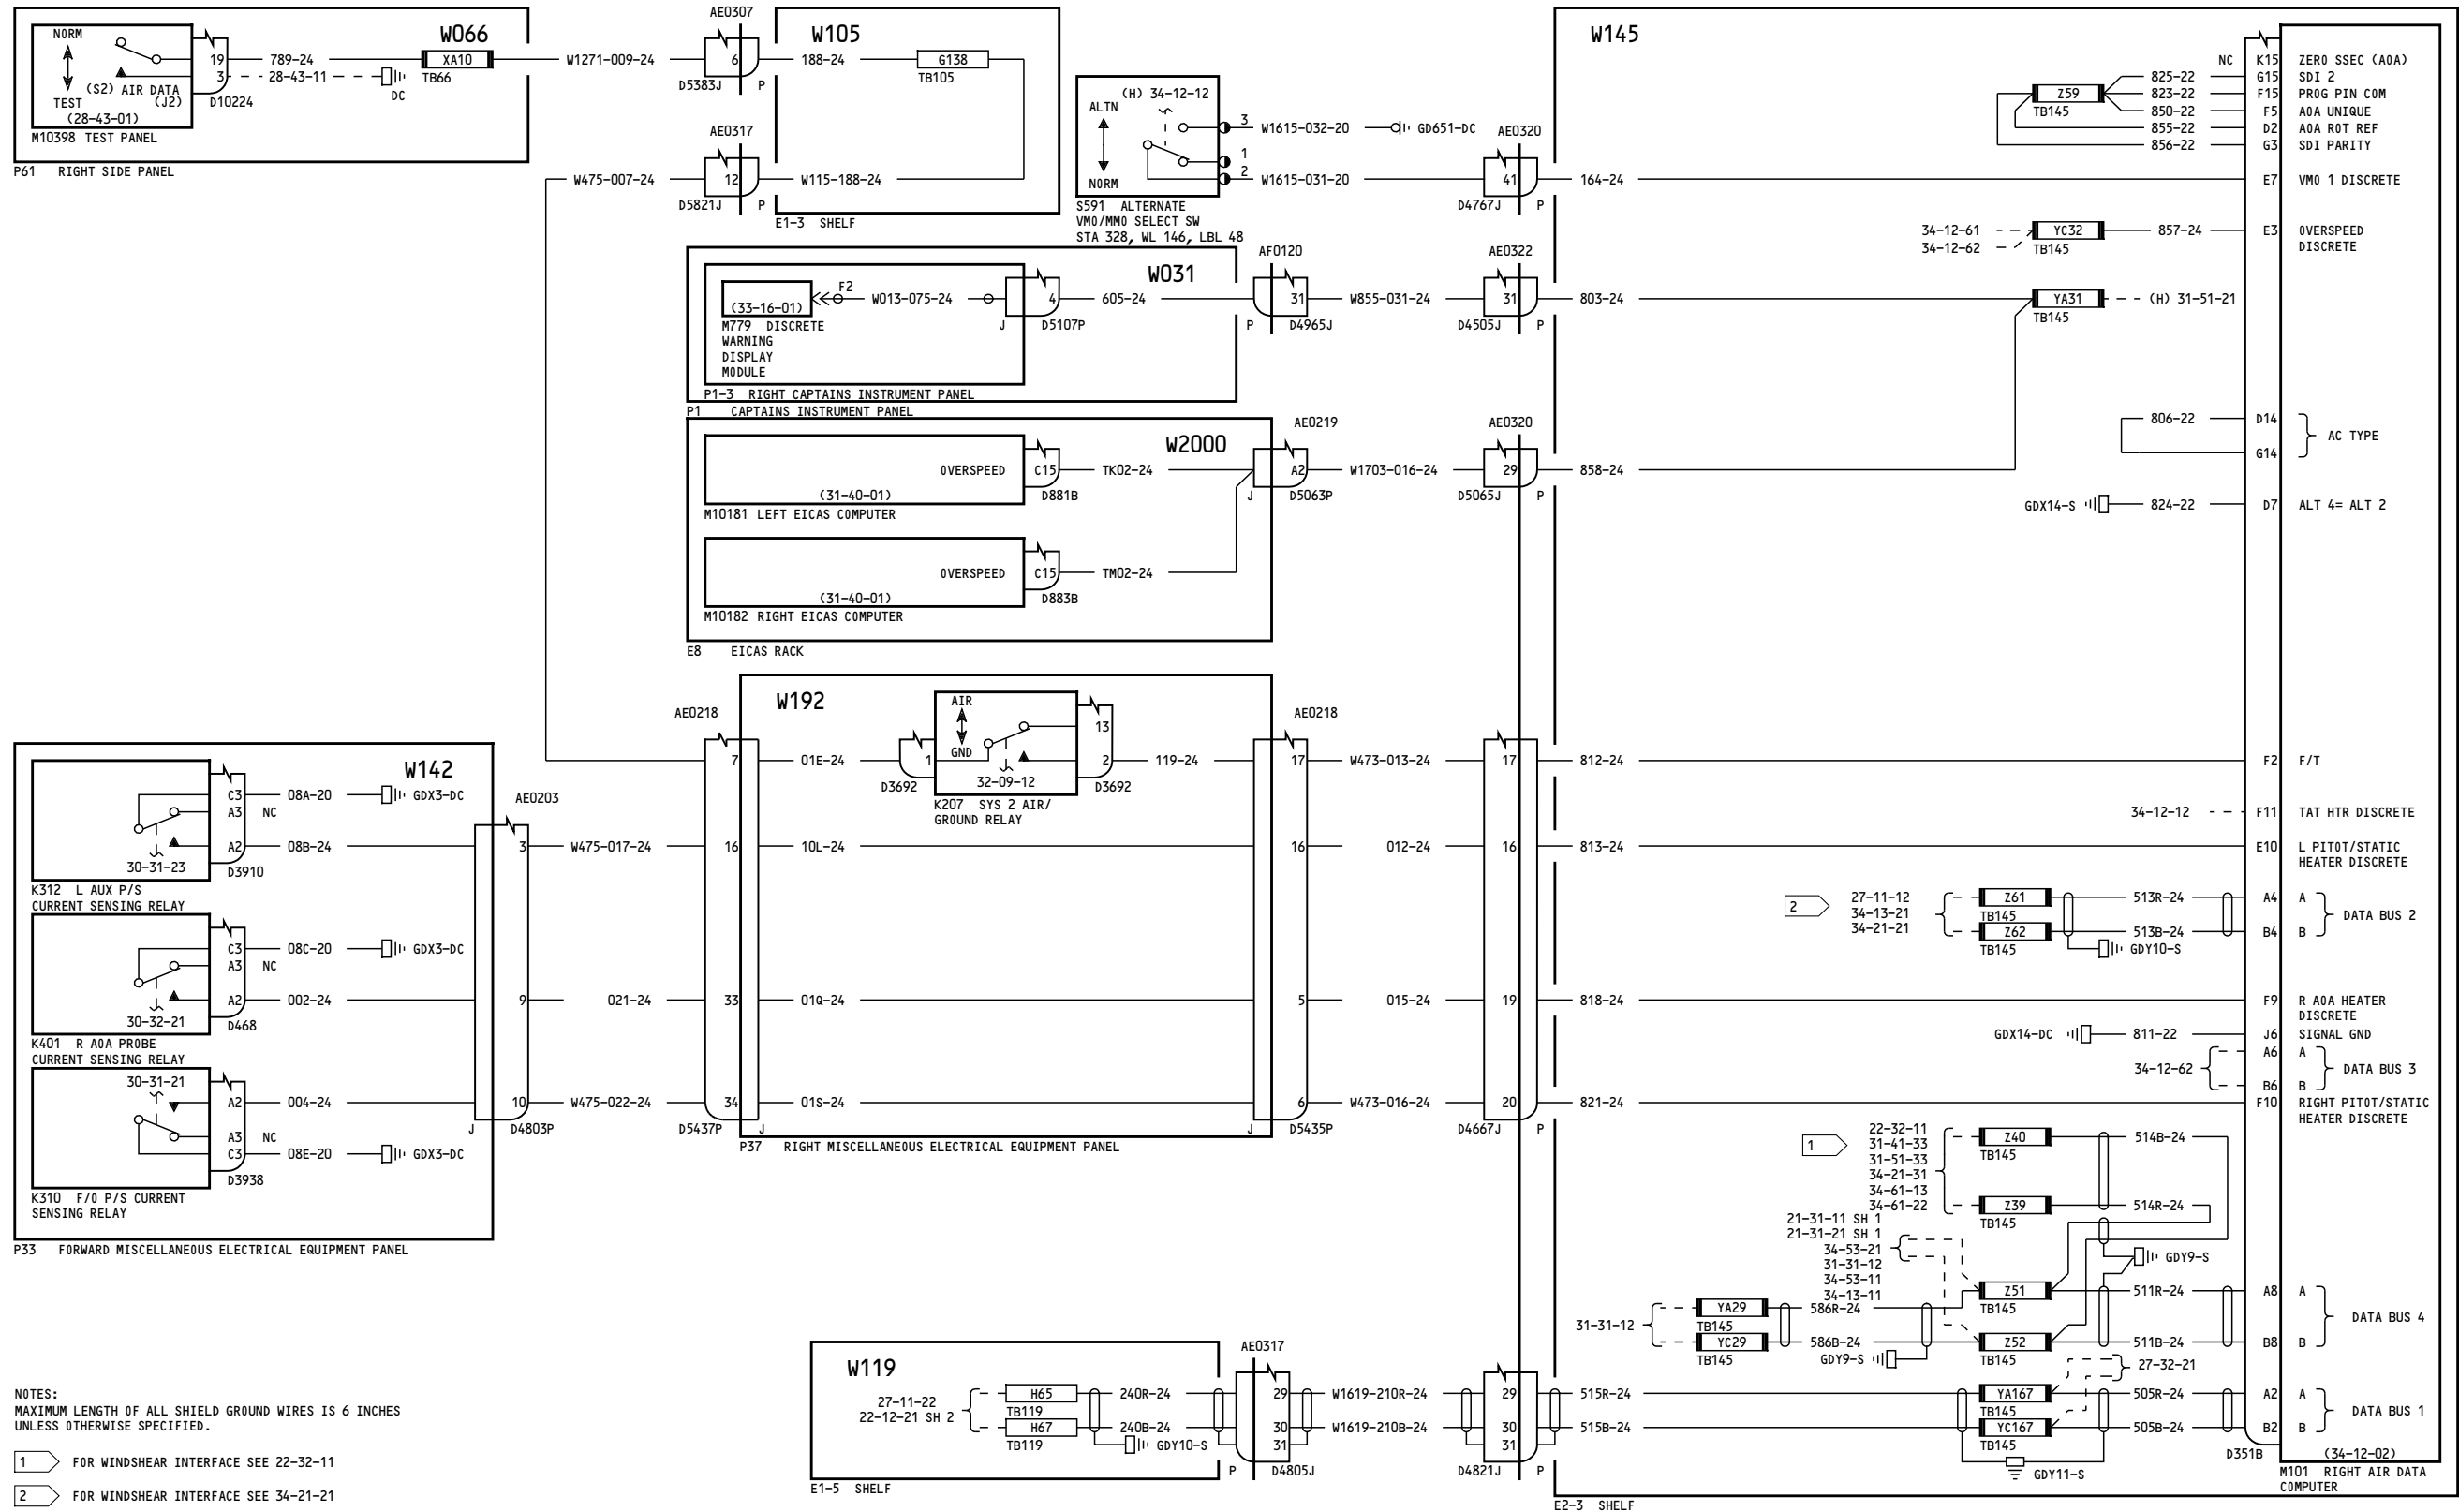 NORM
TEST
(S2) AIR DATA
(J2)
(28-43-01)
M10398 TEST PANEL
19
3
D10224
789-24
28-43-11
DC
W066
XA10
TB66
P61 RIGHT SIDE PANEL
W1271-009-24
AE0307
6
D5383J
P
W105
188-24
G138
TB105
AE0317
W475-007-24
12
D5821J
P
W115-188-24
E1-3 SHELF
(H) 34-12-12
ALTN
NORM
3
1
2
S591 ALTERNATE
VMO/MMO SELECT SW
STA 328, WL 146, LBL 48
W1615-032-20
GD651-DC
W1615-031-20
AE0320
41
D4767J
P
W145
164-24
NC
K15 ZERO SSEC (AOA)
825-22 G15 SDI 2
823-22 F15 PROG PIN COM
850-22 F5 AOA UNIQUE
855-22 D2 AOA ROT REF
856-22 G3 SDI PARITY
Z59
TB145
E7 VMO 1 DISCRETE
34-12-61
34-12-62
YC32
TB145
857-24
E3 OVERSPEED
DISCRETE
W031
(33-16-01)
F2
W013-075-24
M779 DISCRETE
WARNING
DISPLAY
MODULE
J
4
D5107P
605-24
P1-3 RIGHT CAPTAINS INSTRUMENT PANEL
P1 CAPTAINS INSTRUMENT PANEL
AF0120
31
P
D4965J
W855-031-24
AE0322
31
D4505J
P
803-24
YA31
TB145
(H) 31-51-21
W2000
OVERSPEED
(31-40-01)
C15
D881B
TK02-24
M10181 LEFT EICAS COMPUTER
OVERSPEED
(31-40-01)
C15
D883B
TM02-24
M10182 RIGHT EICAS COMPUTER
E8 EICAS RACK
AE0219
A2
J
D5063P
W1703-016-24
AE0320
29
D5065J
P
858-24
806-22
D14
G14
AC TYPE
GDX14-S
824-22
D7 ALT 4= ALT 2
W192
AE0218
AIR
GND
32-09-12
K207 SYS 2 AIR/
GROUND RELAY
7
01E-24
1
D3692
13
2
D3692
119-24
AE0218
17
W473-013-24
17
812-24
F2 F/T
34-12-12
F11 TAT HTR DISCRETE
W142
C3
A3
A2
08A-20
GDX3-DC
NC
08B-24
30-31-23
D3910
K312 L AUX P/S
CURRENT SENSING RELAY
AE0203
3
W475-017-24
16
10L-24
16
012-24
16
813-24
E10 L PITOT/STATIC
HEATER DISCRETE
2
27-11-12
34-13-21
34-21-21
Z61
TB145
Z62
TB145
513R-24
513B-24
GDY10-S
A4 A
B4 B
DATA BUS 2
C3
A3
A2
08C-20
GDX3-DC
NC
002-24
30-32-21
D468
K401 R AOA PROBE
CURRENT SENSING RELAY
9
021-24
33
01Q-24
5
015-24
19
818-24
F9 R AOA HEATER
DISCRETE
GDX14-DC
811-22
J6 SIGNAL GND
34-12-62
A6 A
B6 B
DATA BUS 3
30-31-21
A2
A3
C3
004-24
NC
08E-20
GDX3-DC
D3938
K310 F/O P/S CURRENT
SENSING RELAY
10
J
D4803P
W475-022-24
34
D5437P
J
01S-24
6
J
D5435P
W473-016-24
20
D4667J
P
821-24
F10 RIGHT PITOT/STATIC
HEATER DISCRETE
P37 RIGHT MISCELLANEOUS ELECTRICAL EQUIPMENT PANEL
P33 FORWARD MISCELLANEOUS ELECTRICAL EQUIPMENT PANEL
1
22-32-11
31-41-33
31-51-33
34-21-31
34-61-13
34-61-22
Z40
TB145
514B-24
Z39
TB145
514R-24
21-31-11 SH 1
21-31-21 SH 1
34-53-21
31-31-12
34-53-11
34-13-11
GDY9-S
Z51
TB145
511R-24
A8 A
31-31-12
YA29
TB145
586R-24
YC29
TB145
586B-24
GDY9-S
Z52
TB145
511B-24
B8 B
DATA BUS 4
27-32-21
W119
27-11-22
22-12-21 SH 2
H65
TB119
H67
TB119
240R-24
240B-24
GDY10-S
E1-5 SHELF
AE0317
29
30
31
P
D4805J
W1619-210R-24
W1619-210B-24
29
30
31
D4821J
P
515R-24
515B-24
YA167
TB145
YC167
TB145
505R-24
505B-24
GDY11-S
A2 A
B2 B
DATA BUS 1
D351B
(34-12-02)
M101 RIGHT AIR DATA
COMPUTER
E2-3 SHELF
NOTES:
MAXIMUM LENGTH OF ALL SHIELD GROUND WIRES IS 6 INCHES
UNLESS OTHERWISE SPECIFIED.
1 FOR WINDSHEAR INTERFACE SEE 22-32-11
2 FOR WINDSHEAR INTERFACE SEE 34-21-21